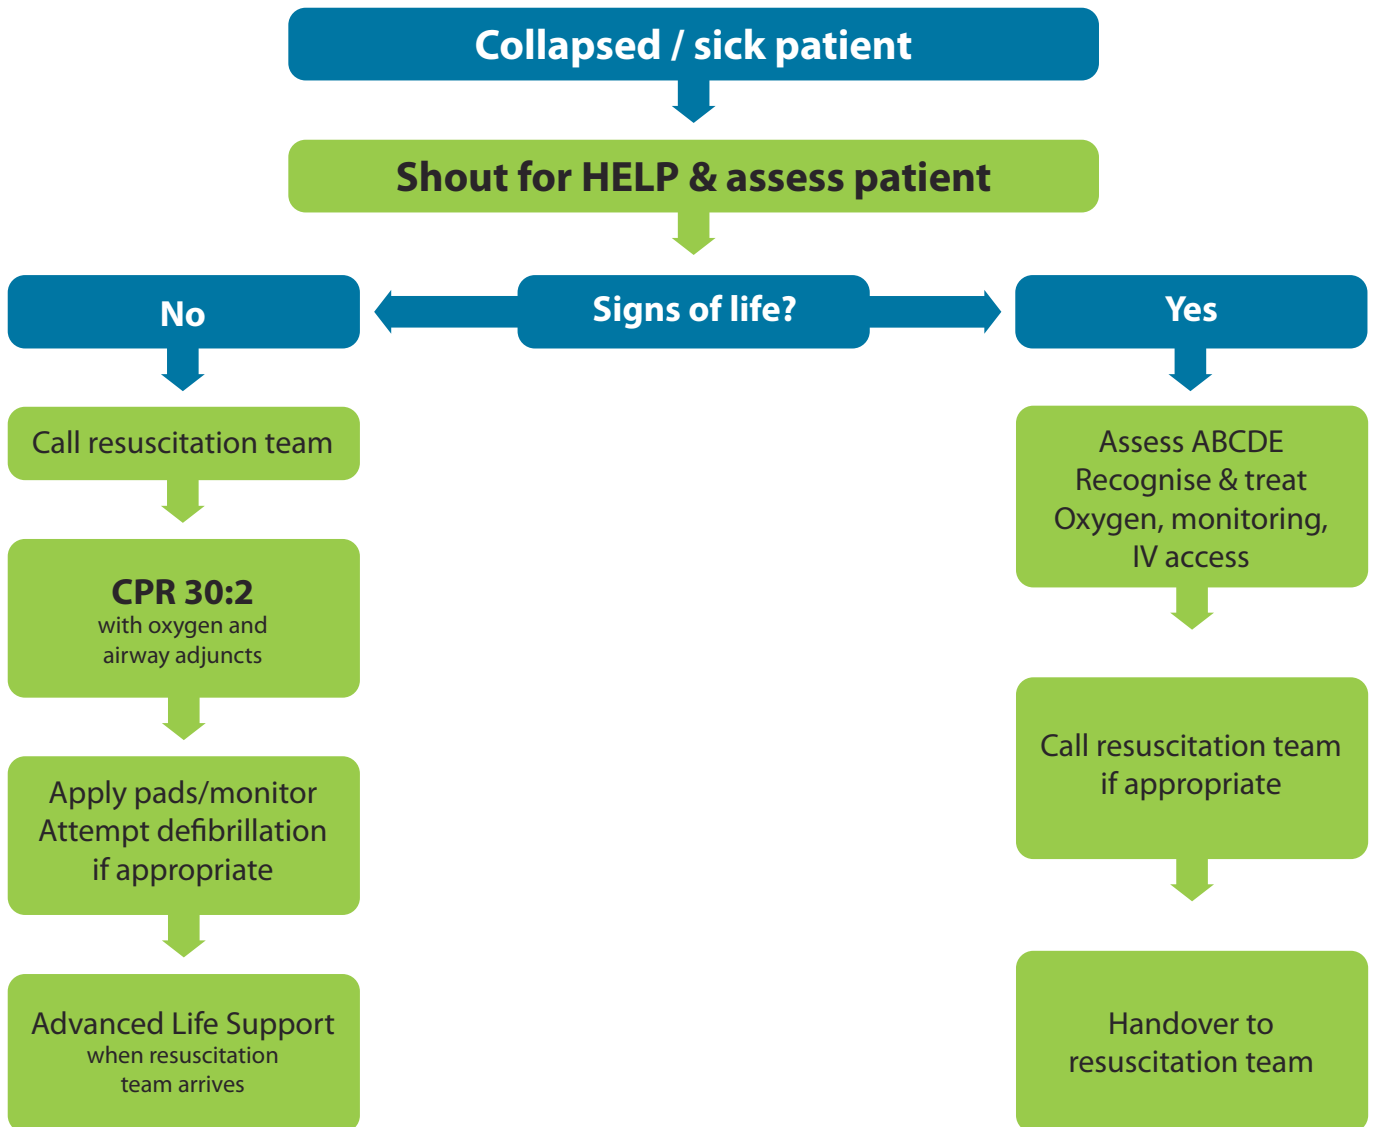 Collapsed / sick patient
Shout for HELP & assess patient
Signs of life?
No
Call resuscitation team
CPR 30:2
with oxygen and
airway adjuncts
Apply pads/monitor
Attempt defibrillation
if appropriate
Advanced Life Support
when resuscitation
team arrives
Yes
Assess ABCDE
Recognise & treat
Oxygen, monitoring,
IV access
Call resuscitation team
if appropriate
Handover to
resuscitation team